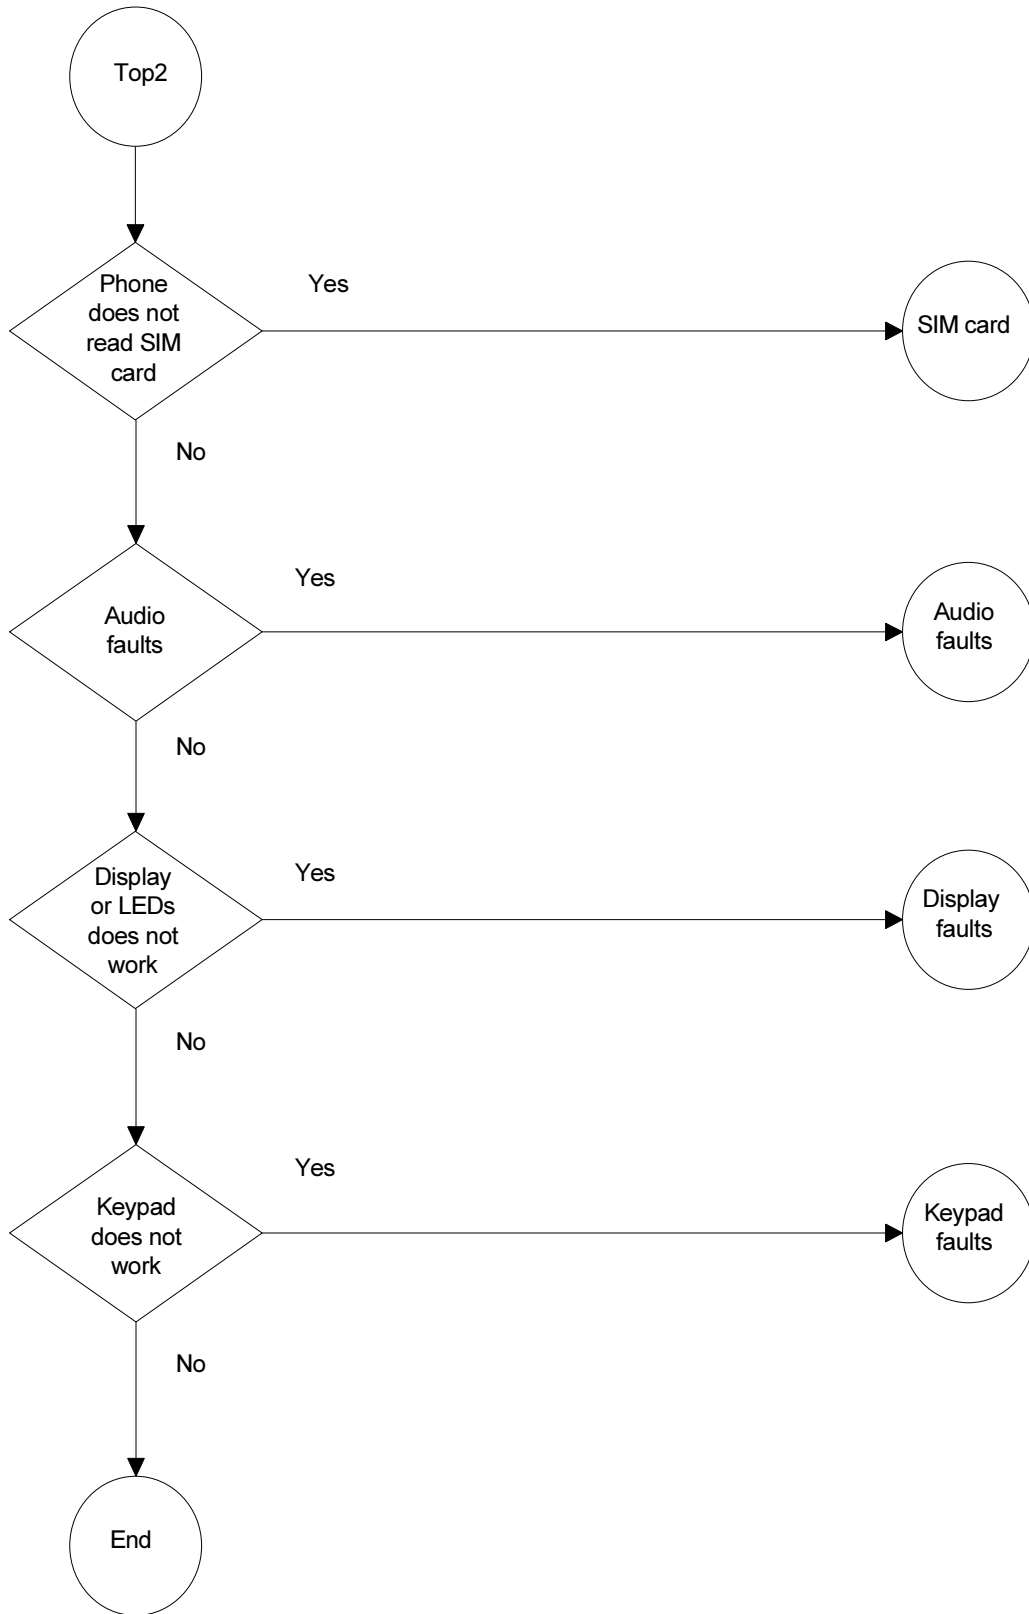 Top2
Phone
does not
read SIM
card
Yes
SIM card
No
Audio
faults
Yes
Audio
faults
No
Display
or LEDs
does not
work
Yes
Display
faults
No
Keypad
does not
work
Yes
Keypad
faults
No
End